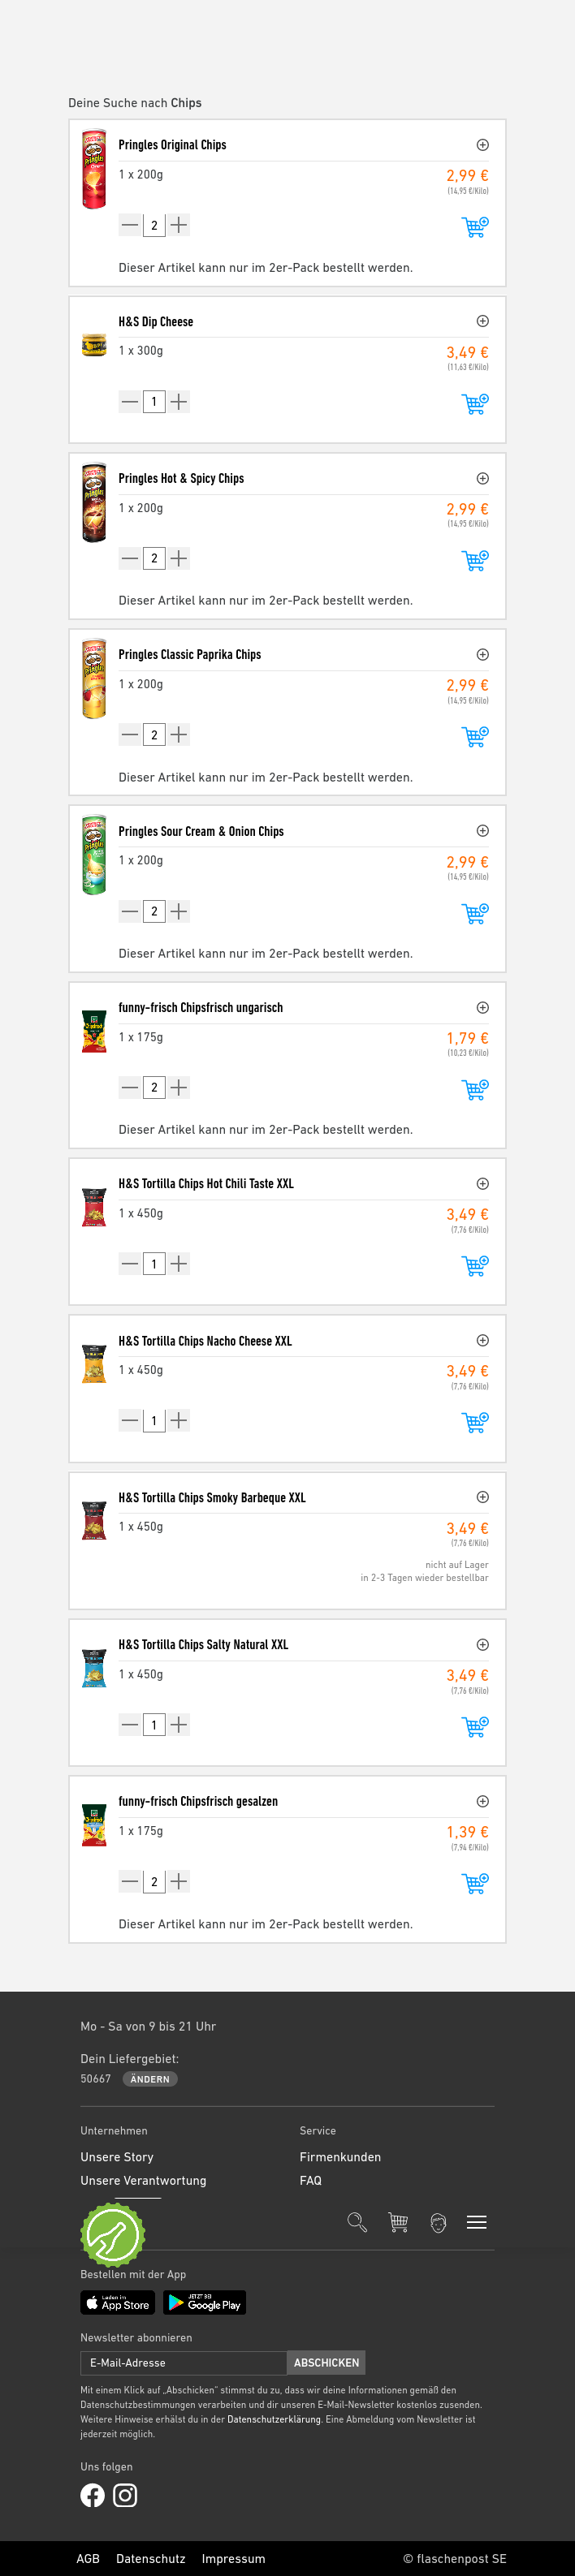 Deine Suche nach Chips
Pringles Original Chips
1 x 200g
2,99 €
(14,95 €/Kilo)
2
Dieser Artikel kann nur im 2er-Pack bestellt werden.
H&S Dip Cheese
1 x 300g
3,49 €
(11,63 €/Kilo)
1
Pringles Hot & Spicy Chips
1 x 200g
2,99 €
(14,95 €/Kilo)
2
Dieser Artikel kann nur im 2er-Pack bestellt werden.
Pringles Classic Paprika Chips
1 x 200g
2,99 €
(14,95 €/Kilo)
2
Dieser Artikel kann nur im 2er-Pack bestellt werden.
Pringles Sour Cream & Onion Chips
1 x 200g
2,99 €
(14,95 €/Kilo)
2
Dieser Artikel kann nur im 2er-Pack bestellt werden.
funny-frisch Chipsfrisch ungarisch
1 x 175g
1,79 €
(10,23 €/Kilo)
2
Dieser Artikel kann nur im 2er-Pack bestellt werden.
H&S Tortilla Chips Hot Chili Taste XXL
1 x 450g
3,49 €
(7,76 €/Kilo)
1
H&S Tortilla Chips Nacho Cheese XXL
1 x 450g
3,49 €
(7,76 €/Kilo)
1
H&S Tortilla Chips Smoky Barbeque XXL
1 x 450g
3,49 €
(7,76 €/Kilo)
nicht auf Lager
in 2-3 Tagen wieder bestellbar
H&S Tortilla Chips Salty Natural XXL
1 x 450g
3,49 €
(7,76 €/Kilo)
1
funny-frisch Chipsfrisch gesalzen
1 x 175g
1,39 €
(7,94 €/Kilo)
2
Dieser Artikel kann nur im 2er-Pack bestellt werden.
Mo - Sa von 9 bis 21 Uhr
Dein Liefergebiet:
50667 ÄNDERN
Unternehmen
Unsere Story
Unsere Verantwortung
Service
Firmenkunden
FAQ
Bestellen mit der App
Laden im App Store
JETZT BEI Google Play
Newsletter abonnieren
E-Mail-Adresse ABSCHICKEN
Mit einem Klick auf „Abschicken" stimmst du zu, dass wir deine Informationen gemäß den
Datenschutzbestimmungen verarbeiten und dir unseren E-Mail-Newsletter kostenlos zusenden.
Weitere Hinweise erhälst du in der Datenschutzerklärung. Eine Abmeldung vom Newsletter ist
jederzeit möglich.
Uns folgen
AGB Datenschutz Impressum © flaschenpost SE